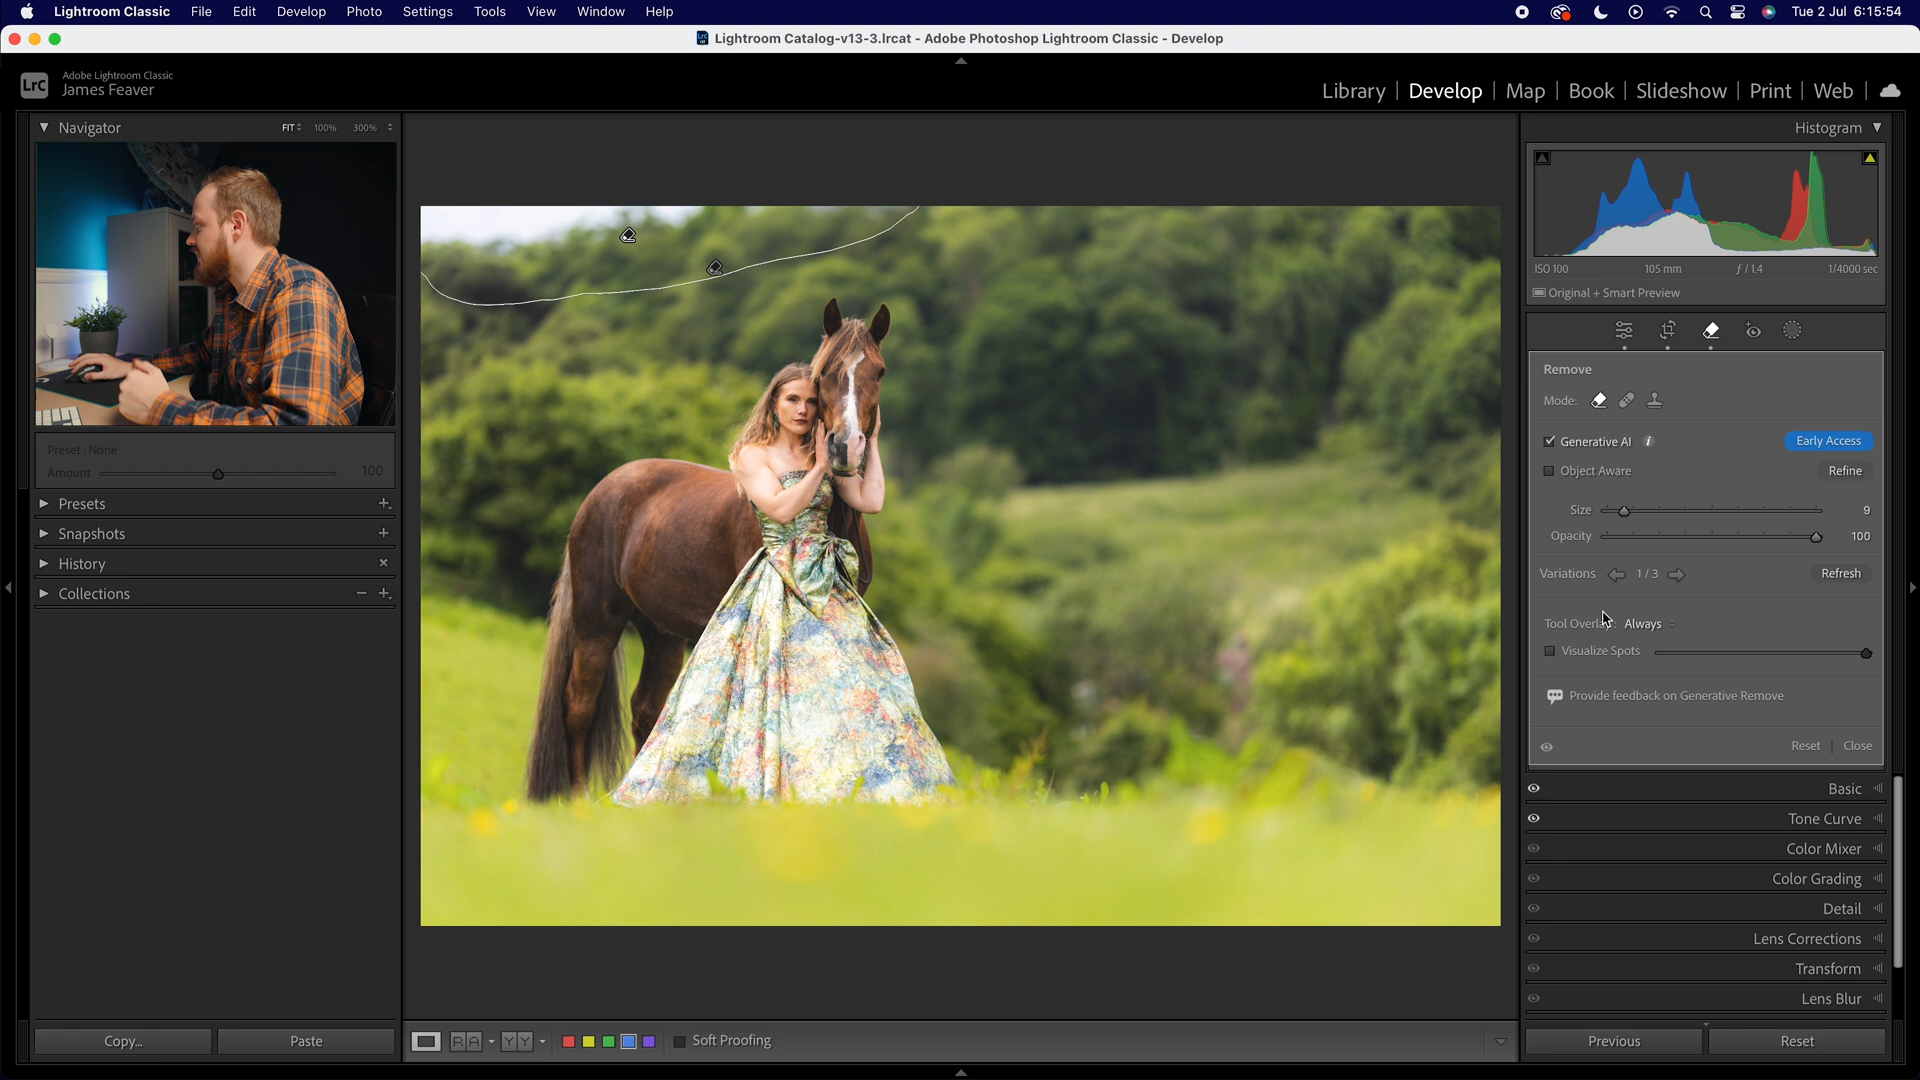 Lightroom Classic File Edit Develop Photo Settings Tools View Window Help Tue 2 Jul 6:15:54
Lightroom Catalog-v13-3.lrcat - Adobe Photoshop Lightroom Classic - Develop
LrC Adobe Lightroom Classic
James Feaver
Library | Develop | Map | Book | Slideshow | Print | Web
Navigator FIT 100% 300%
Preset : None
Amount 100
Presets
Snapshots
History
Collections
Copy... Paste
R A Y Y Soft Proofing
Histogram
ISO 100 105 mm f / 1.4 1/4000 sec
Original + Smart Preview
Remove
Mode:
Generative AI Early Access
Object Aware Refine
Size 9
Opacity 100
Variations 1 / 3 Refresh
Tool Overlay: Always
Visualize Spots
Provide feedback on Generative Remove
Reset | Close
Basic
Tone Curve
Color Mixer
Color Grading
Detail
Lens Corrections
Transform
Lens Blur
Previous Reset